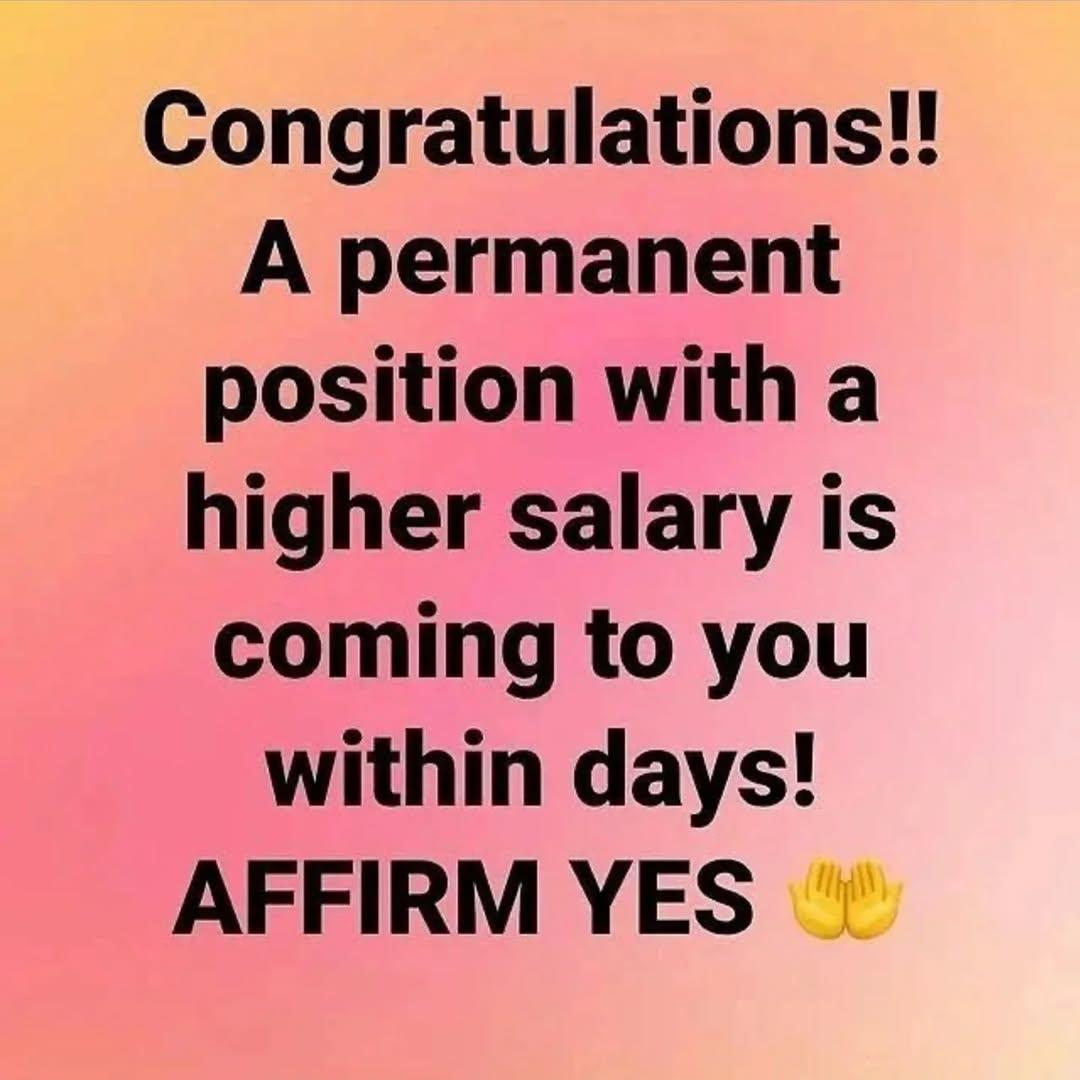 Congratulations!!
A permanent
position with a
higher salary is
coming to you
within days!
AFFIRM YES 🤲